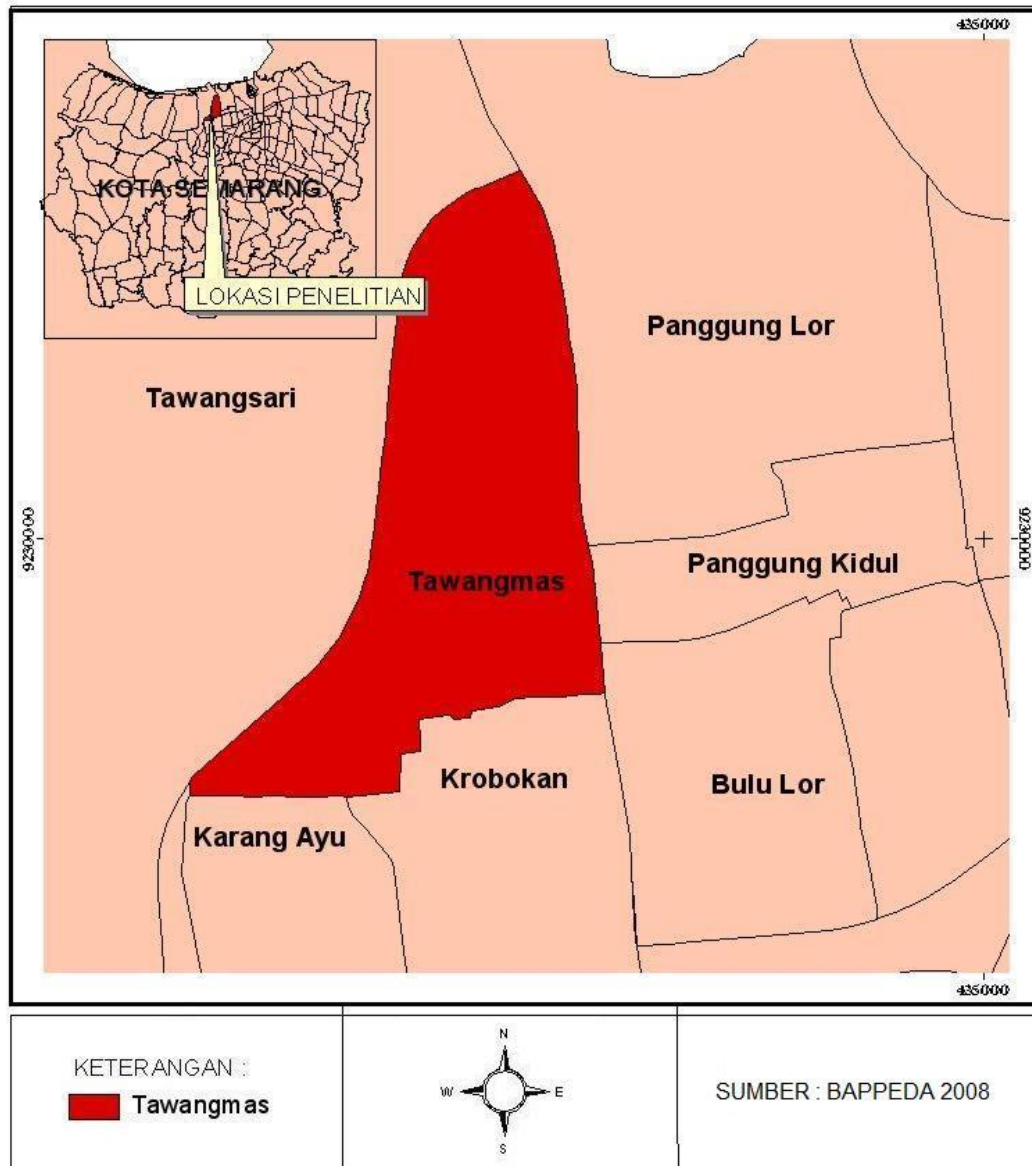 435000
KOTA SEMARANG
LOKASI PENELITIAN
Panggung Lor
Tawangsari
9230000
9230000
Panggung Kidul
Tawangmas
Krobokan
Bulu Lor
Karang Ayu
435000
KETERANGAN :
Tawangmas
N
W
E
S
SUMBER : BAPPEDA 2008